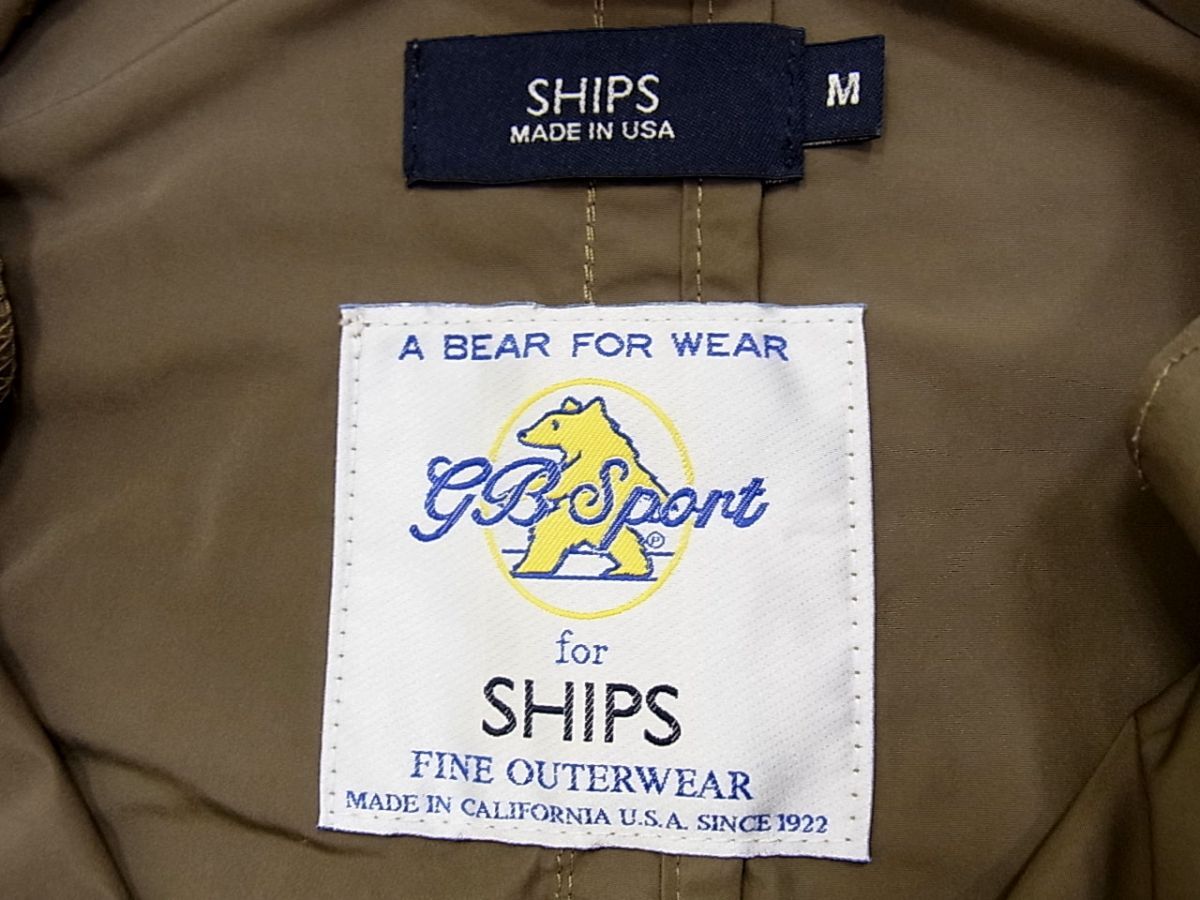 SHIPS
MADE IN USA
M
A BEAR FOR WEAR
GB Sport
for
SHIPS
FINE OUTERWEAR
MADE IN CALIFORNIA U.S.A. SINCE 1922